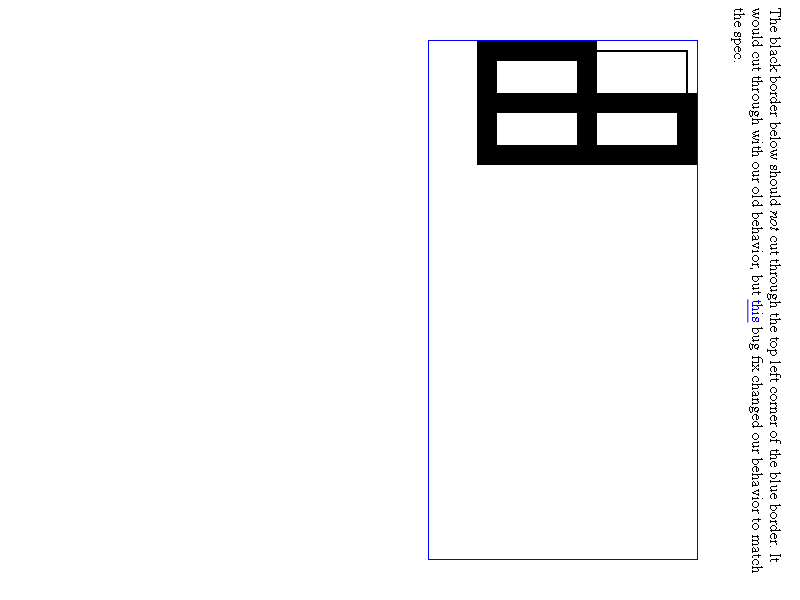 The black border below should not cut through the top left corner of the blue border. It
would cut through with our old behavior, but this bug fix changed our behavior to match
the spec.